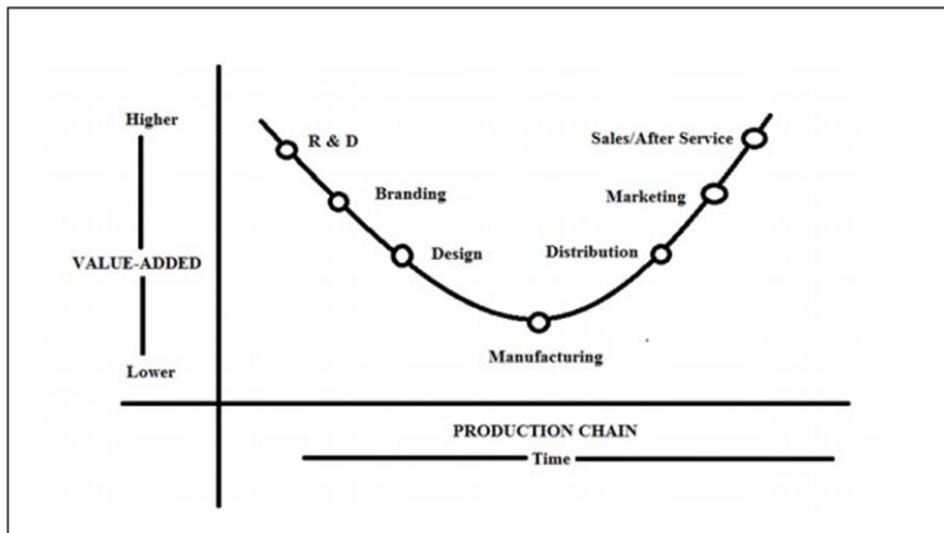 Higher
R & D
Sales/After Service
Branding
Marketing
Design
Distribution
VALUE-ADDED
Manufacturing
Lower
PRODUCTION CHAIN
Time